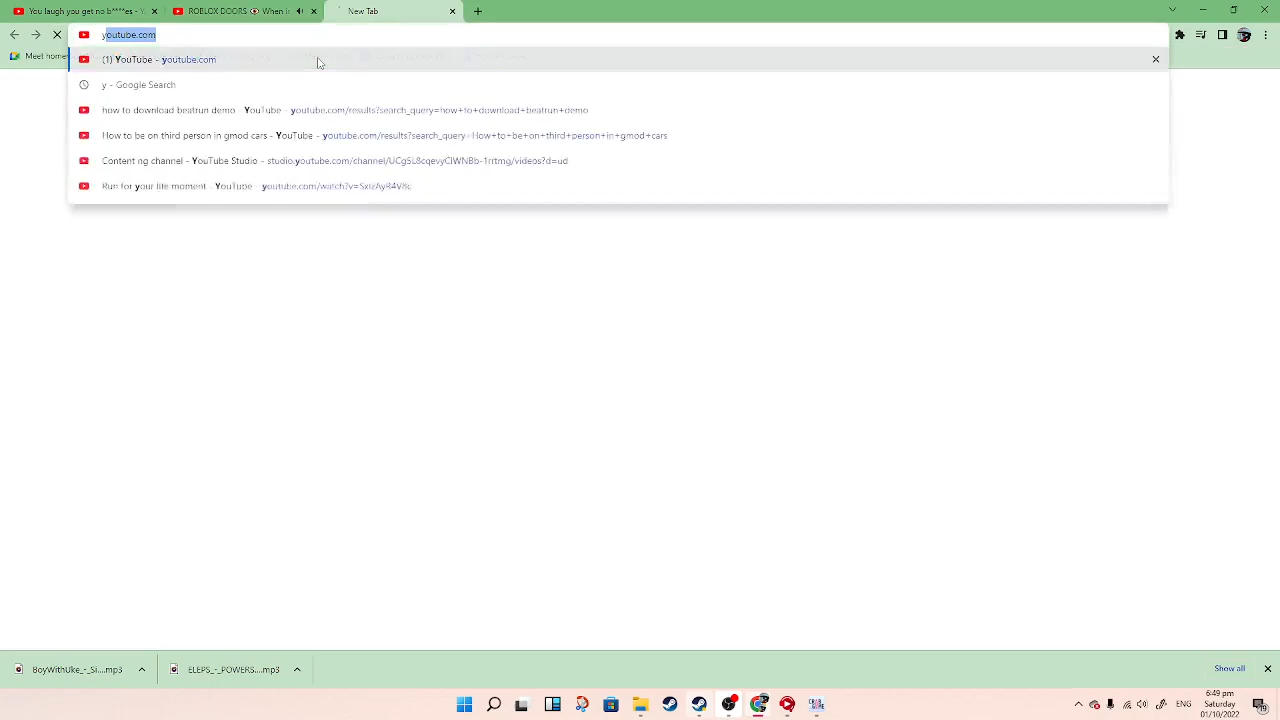 You laugh you get no b***es - Y
ROBLOX DOORS 👁 When i
New Tab
youtube.com
(1) YouTube - youtube.com
y - Google Search
how to download beatrun demo - YouTube - youtube.com/results?search_query=how+to+download+beatrun+demo
How to be on third person in gmod cars - YouTube - youtube.com/results?search_query=How+to+be+on+third+person+in+gmod+cars
Content ng channel - YouTube Studio - studio.youtube.com/channel/UCgSL8cqevyCIWNBb-1rrtmg/videos?d=ud
Run for your life moment - YouTube - youtube.com/watch?v=SxizAyR4V8c
Meet home
BoyWithUke_-_Si....mp3
ELEPS_-_POWERS....mp3
Show all
ENG
6:49 pm
Saturday
01/10/2022